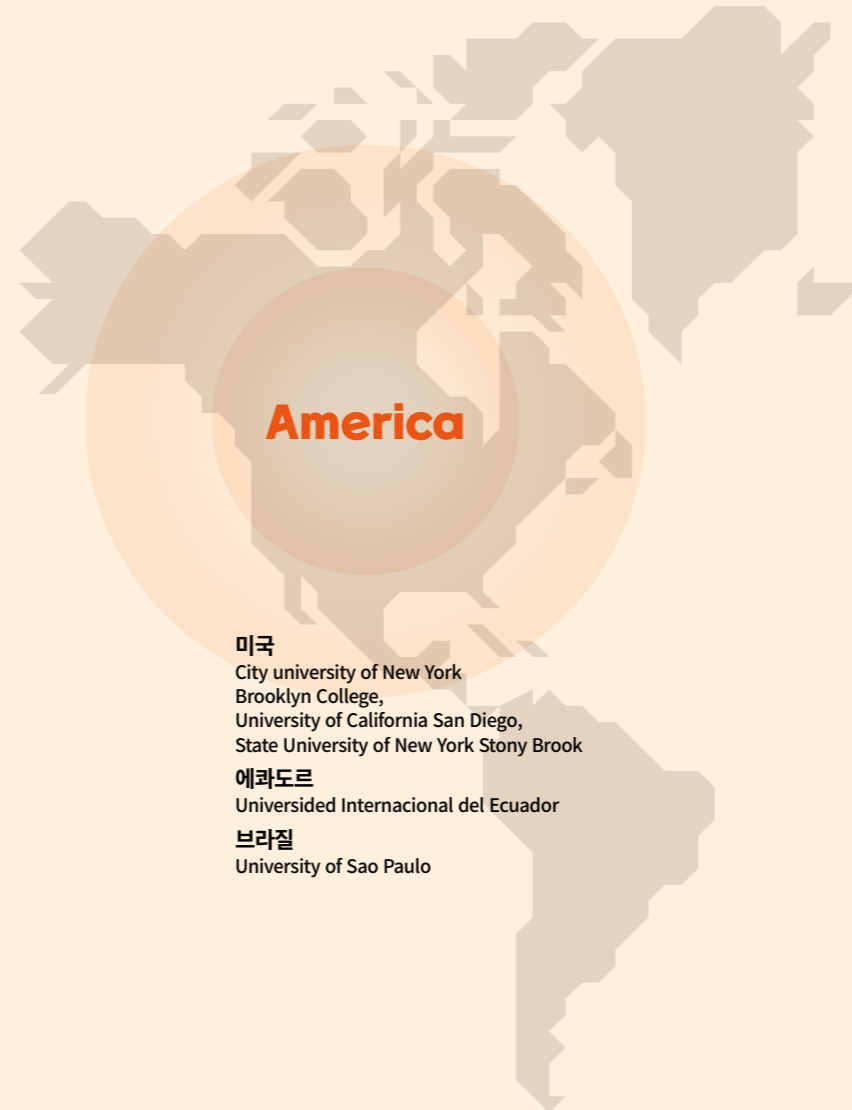 America
미국
City university of New York
Brooklyn College,
University of California San Diego,
State University of New York Stony Brook
에콰도르
Universided Internacional del Ecuador
브라질
University of Sao Paulo